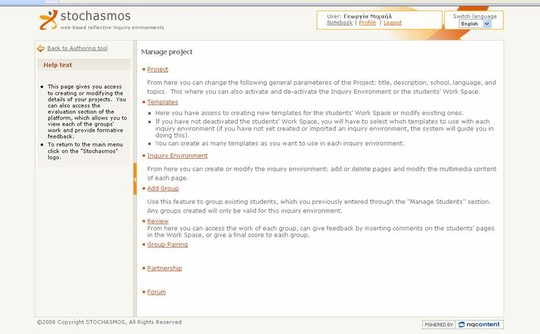 stochasmos
web-based reflective inquiry environments
User: Γεωργία Μιχαήλ
Notebook | Profile | Logout
Switch language
English
Back to Authoring tool
Help text
This page gives you access to creating or modifying the details of your projects. You can also access the evaluation section of the platform, which allows you to view each of the groups' work and provide formative feedback.
To return to the main menu click on the "Stochasmos" logo.
Manage project
Project
From here you can change the following general parameteres of the Project: title, description, school, language, and
topics. This where you can also activate and de-activate the Inquiry Environment or the students' Work Space.
Templates
Here you have access to creating new templates for the students' Work Space or modify existing ones.
If you have not deactivated the students' Work Space, you will have to select which templates to use with each
inquiry environment (if you have not yet created or imported an inquiry environment, the system will guide you in
doing this).
You can create as many templates as you want to use in each inquiry environment.
Inquiry Environment
From here you can create or modify the inquiry environment: add or delete pages and modify the multimedia content
of each page.
Add Group
Use this feature to group existing students, which you previously entered through the "Manage Students" section.
Any groups created will only be valid for this inquiry environment.
Review
From here you can access the work of each group, can give feedback by inserting comments on the students' pages
in the Work Space, or give a final score to each group.
Group Pairing
Partnership
Forum
©2008 Copyright STOCHASMOS, All Rights Reserved
POWERED BY nqcontent